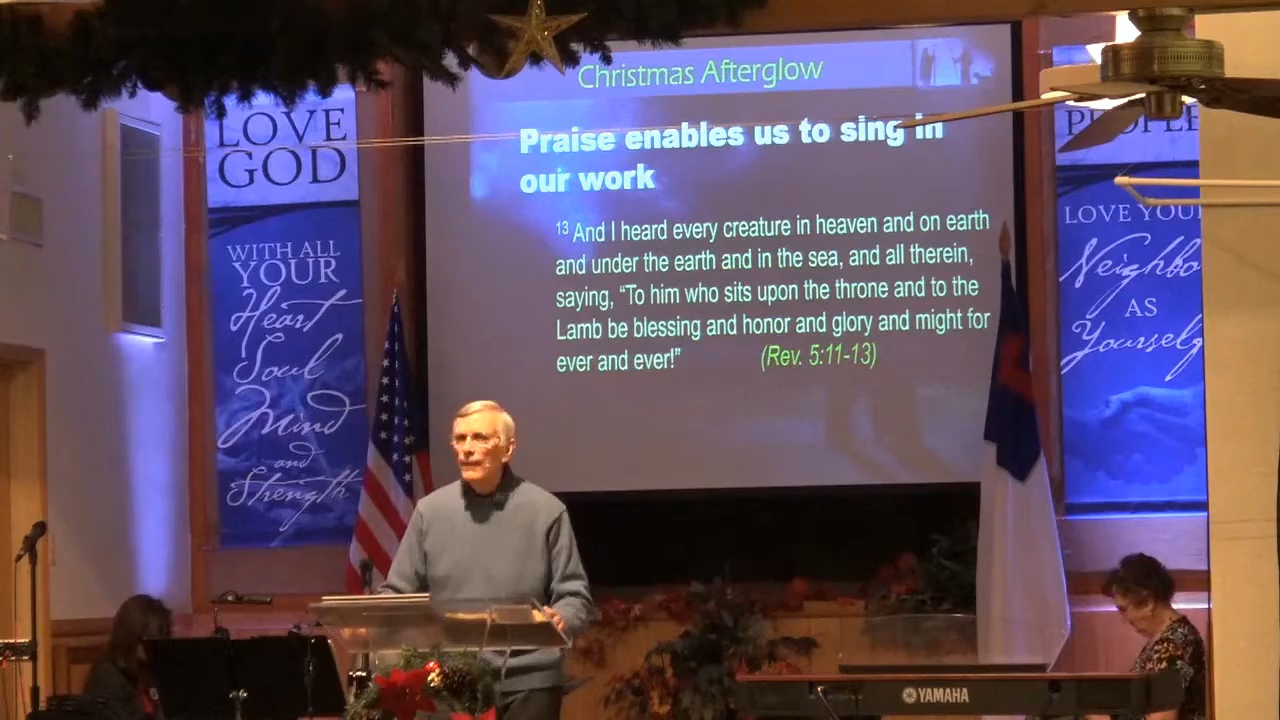 Christmas Afterglow
Praise enables us to sing in
our work
13 And I heard every creature in heaven and on earth
and under the earth and in the sea, and all therein,
saying, “To him who sits upon the throne and to the
Lamb be blessing and honor and glory and might for
ever and ever!” (Rev. 5:11-13)
LOVE
GOD
WITH ALL
YOUR
Heart
Soul
Mind
and
Strength
PEOPLE
LOVE YOUR
Neighbo
AS
Yourself
YAMAHA